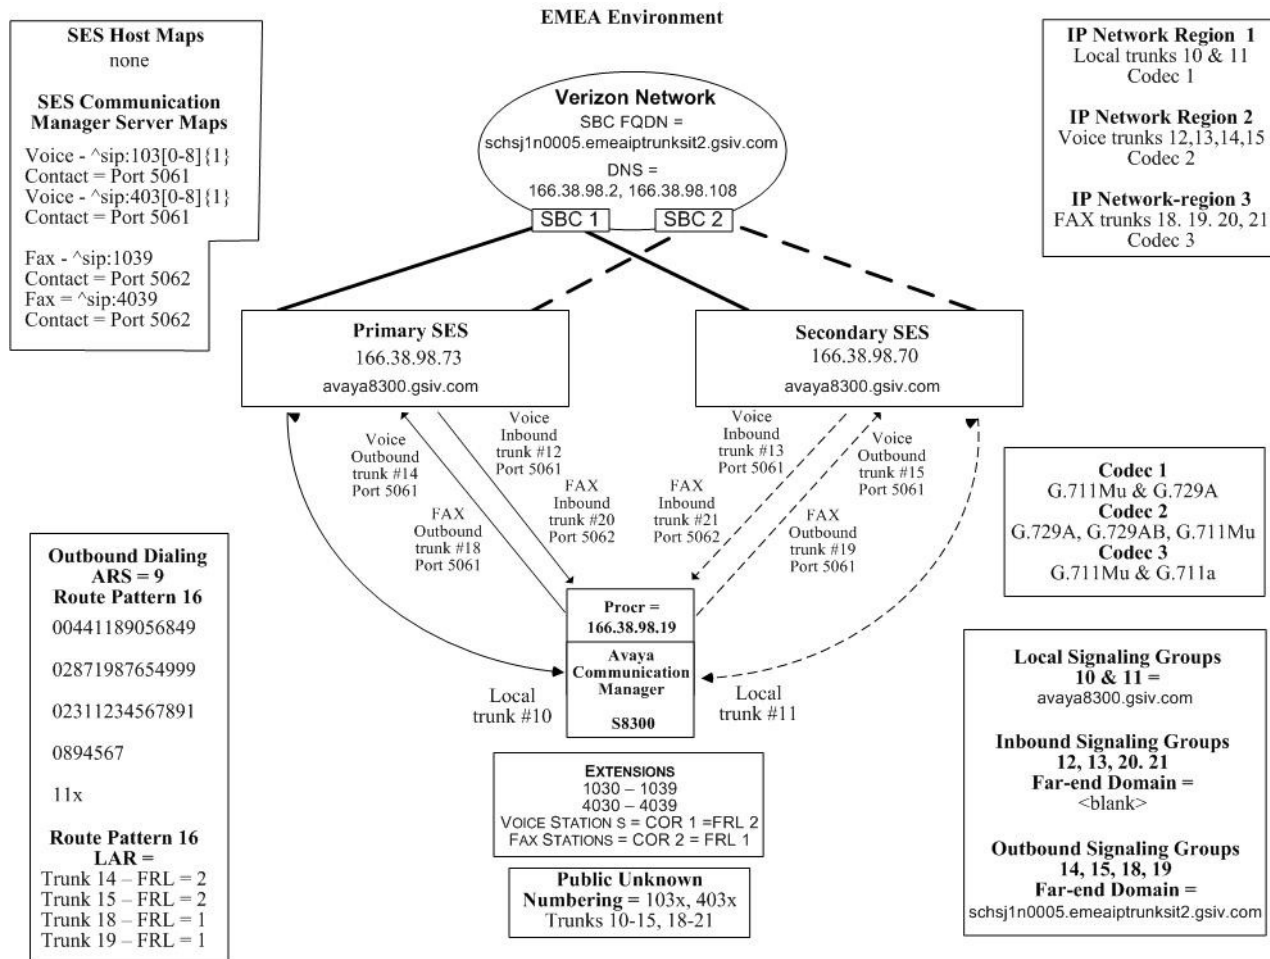 EMEA Environment
SES Host Maps
none
SES Communication
Manager Server Maps
Voice - ^sip:103[0-8]{1}
Contact = Port 5061
Voice - ^sip:403[0-8]{1}
Contact = Port 5061
Fax - ^sip:1039
Contact = Port 5062
Fax = ^sip:4039
Contact = Port 5062
Verizon Network
SBC FQDN =
schsj1n0005.emeaiptrunksit2.gsiv.com
DNS =
166.38.98.2, 166.38.98.108
SBC 1
SBC 2
IP Network Region 1
Local trunks 10 & 11
Codec 1
IP Network Region 2
Voice trunks 12,13,14,15
Codec 2
IP Network-region 3
FAX trunks 18. 19. 20, 21
Codec 3
Primary SES
166.38.98.73
avaya8300.gsiv.com
Secondary SES
166.38.98.70
avaya8300.gsiv.com
Voice
Outbound
trunk #14
Port 5061
Voice
Inbound
trunk #12
Port 5061
FAX
Outbound
trunk #18
Port 5061
FAX
Inbound
trunk #20
Port 5062
Voice
Inbound
trunk #13
Port 5061
Voice
Outbound
trunk #15
Port 5061
FAX
Inbound
trunk #21
Port 5062
FAX
Outbound
trunk #19
Port 5061
Procr =
166.38.98.19
Avaya
Communication
Manager
S8300
Local
trunk #10
Local
trunk #11
Codec 1
G.711Mu & G.729A
Codec 2
G.729A, G.729AB, G.711Mu
Codec 3
G.711Mu & G.711a
Outbound Dialing
ARS = 9
Route Pattern 16
00441189056849
02871987654999
02311234567891
0894567
11x
Route Pattern 16
LAR =
Trunk 14 – FRL = 2
Trunk 15 – FRL = 2
Trunk 18 – FRL = 1
Trunk 19 – FRL = 1
EXTENSIONS
1030 – 1039
4030 – 4039
VOICE STATION S = COR 1 =FRL 2
FAX STATIONS = COR 2 = FRL 1
Public Unknown
Numbering = 103x, 403x
Trunks 10-15, 18-21
Local Signaling Groups
10 & 11 =
avaya8300.gsiv.com
Inbound Signaling Groups
12, 13, 20. 21
Far-end Domain =
<blank>
Outbound Signaling Groups
14, 15, 18, 19
Far-end Domain =
schsj1n0005.emeaiptrunksit2.gsiv.com